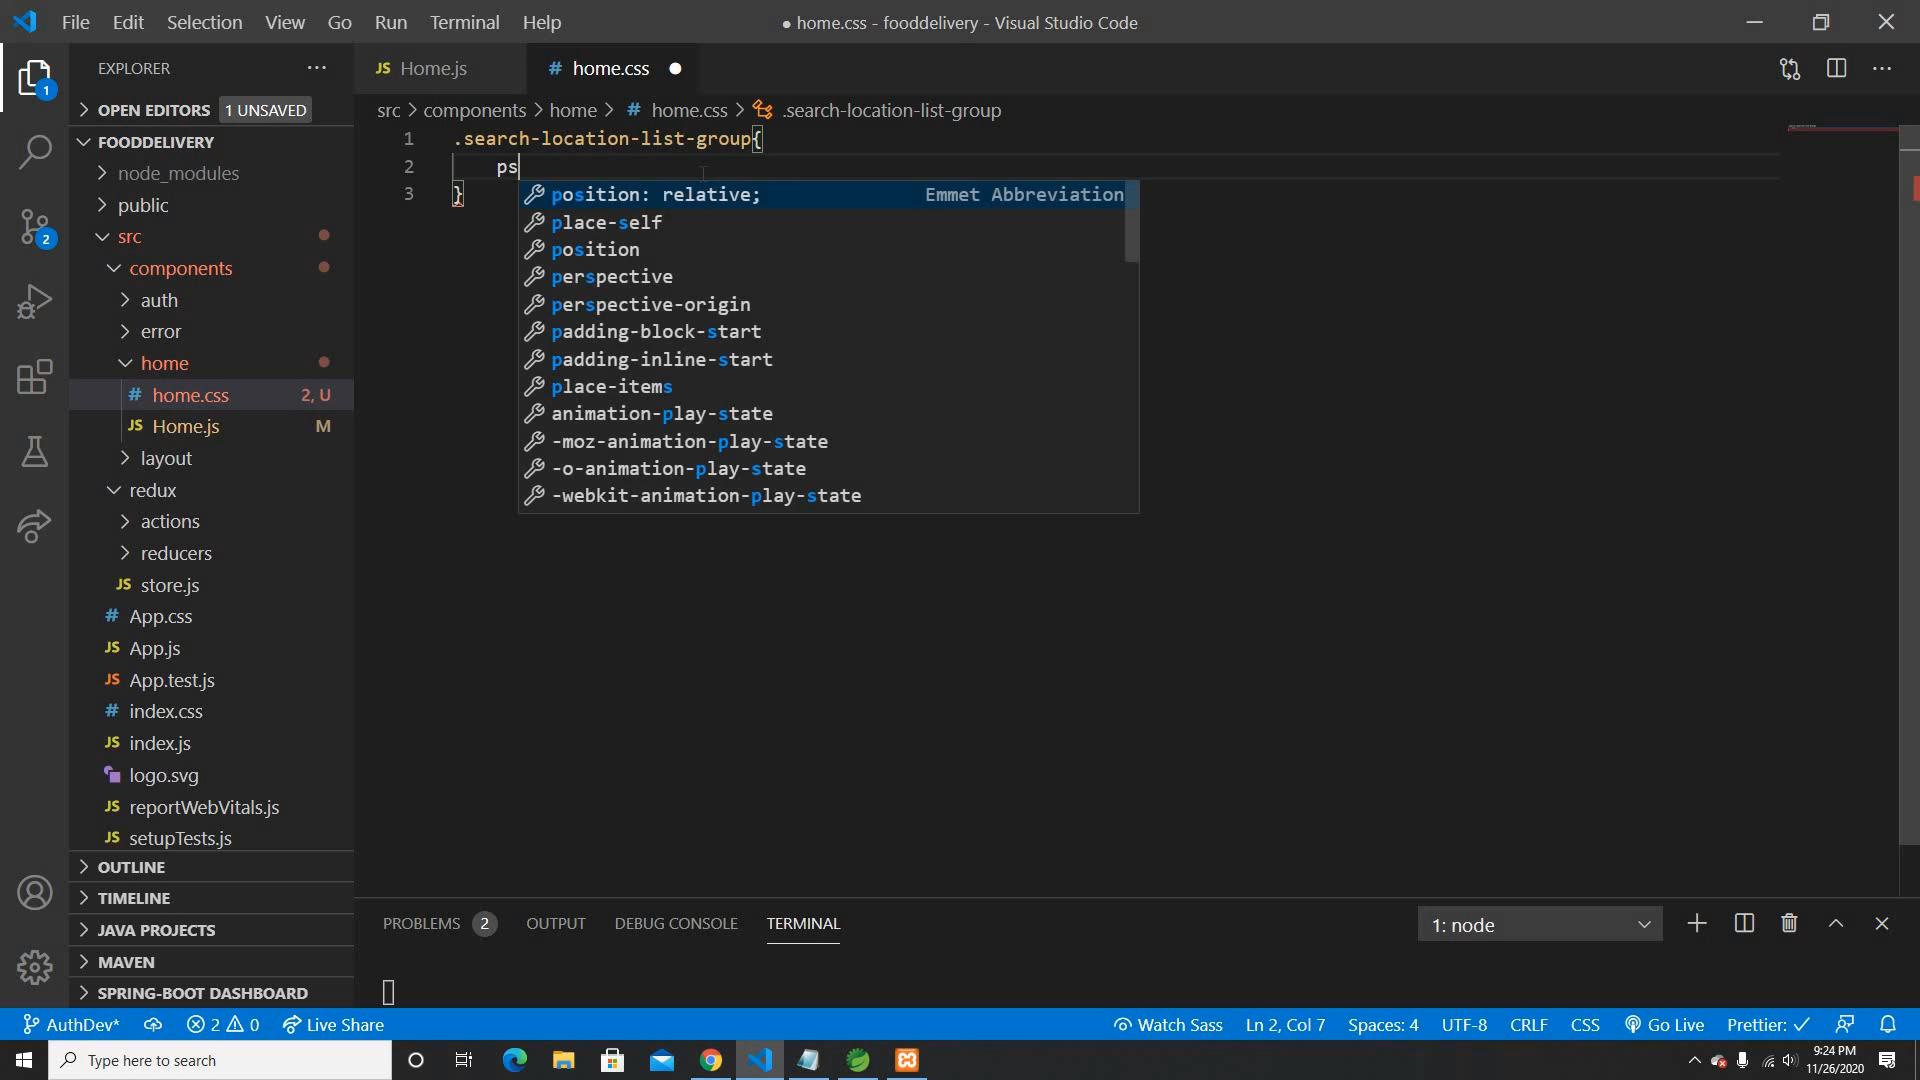 File Edit Selection View Go Run Terminal Help
● home.css - fooddelivery - Visual Studio Code
EXPLORER
OPEN EDITORS 1 UNSAVED
FOODDELIVERY
node_modules
public
src
components
auth
error
home
home.css 2, U
Home.js M
layout
redux
actions
reducers
JS store.js
# App.css
JS App.js
JS App.test.js
# index.css
JS index.js
logo.svg
JS reportWebVitals.js
JS setupTests.js
OUTLINE
TIMELINE
JAVA PROJECTS
MAVEN
SPRING-BOOT DASHBOARD
1
2
JS Home.js
# home.css ●
src > components > home > # home.css > .search-location-list-group
1 .search-location-list-group{
2 ps
3 }
position: relative; Emmet Abbreviation
place-self
position
perspective
perspective-origin
padding-block-start
padding-inline-start
place-items
animation-play-state
-moz-animation-play-state
-o-animation-play-state
-webkit-animation-play-state
PROBLEMS 2 OUTPUT DEBUG CONSOLE TERMINAL
1: node
AuthDev* 2 0 Live Share
Watch Sass Ln 2, Col 7 Spaces: 4 UTF-8 CRLF CSS Go Live Prettier: ✓
Type here to search
9:24 PM
11/26/2020